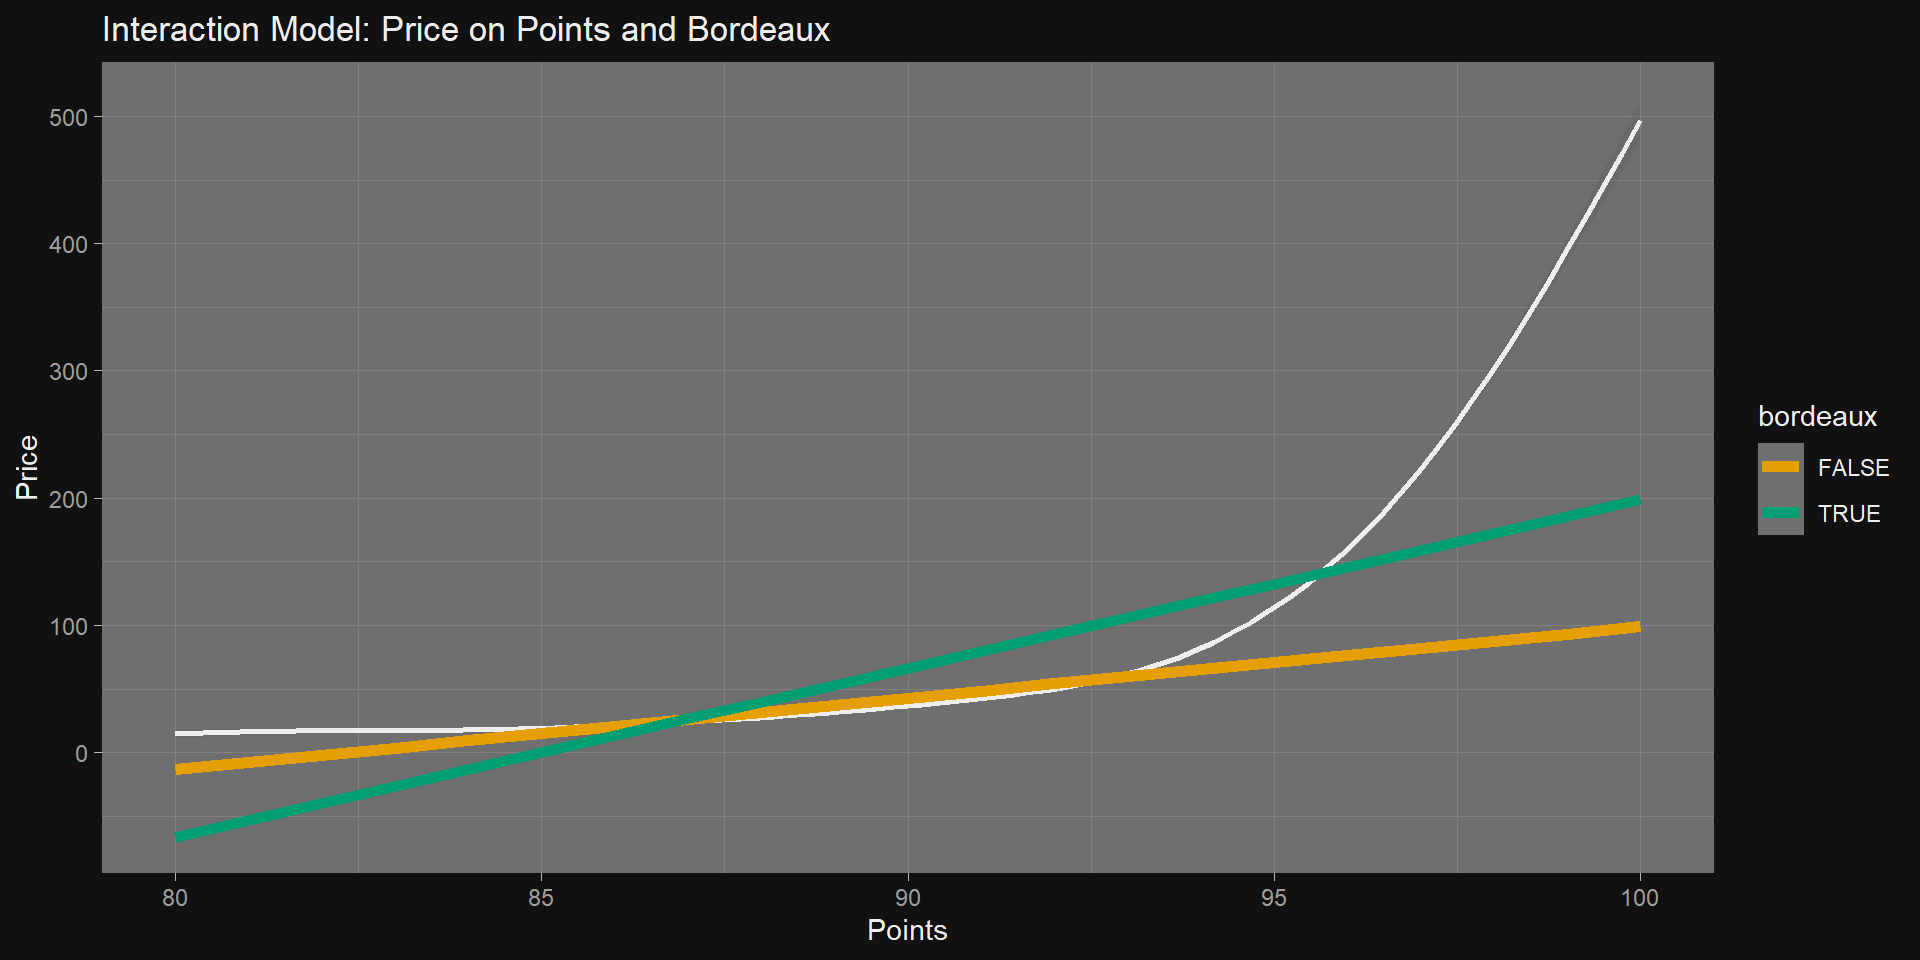 Interaction Model: Price on Points and Bordeaux
500
400
300
200
100
0
Price
80
85
90
95
100
Points
bordeaux
FALSE
TRUE